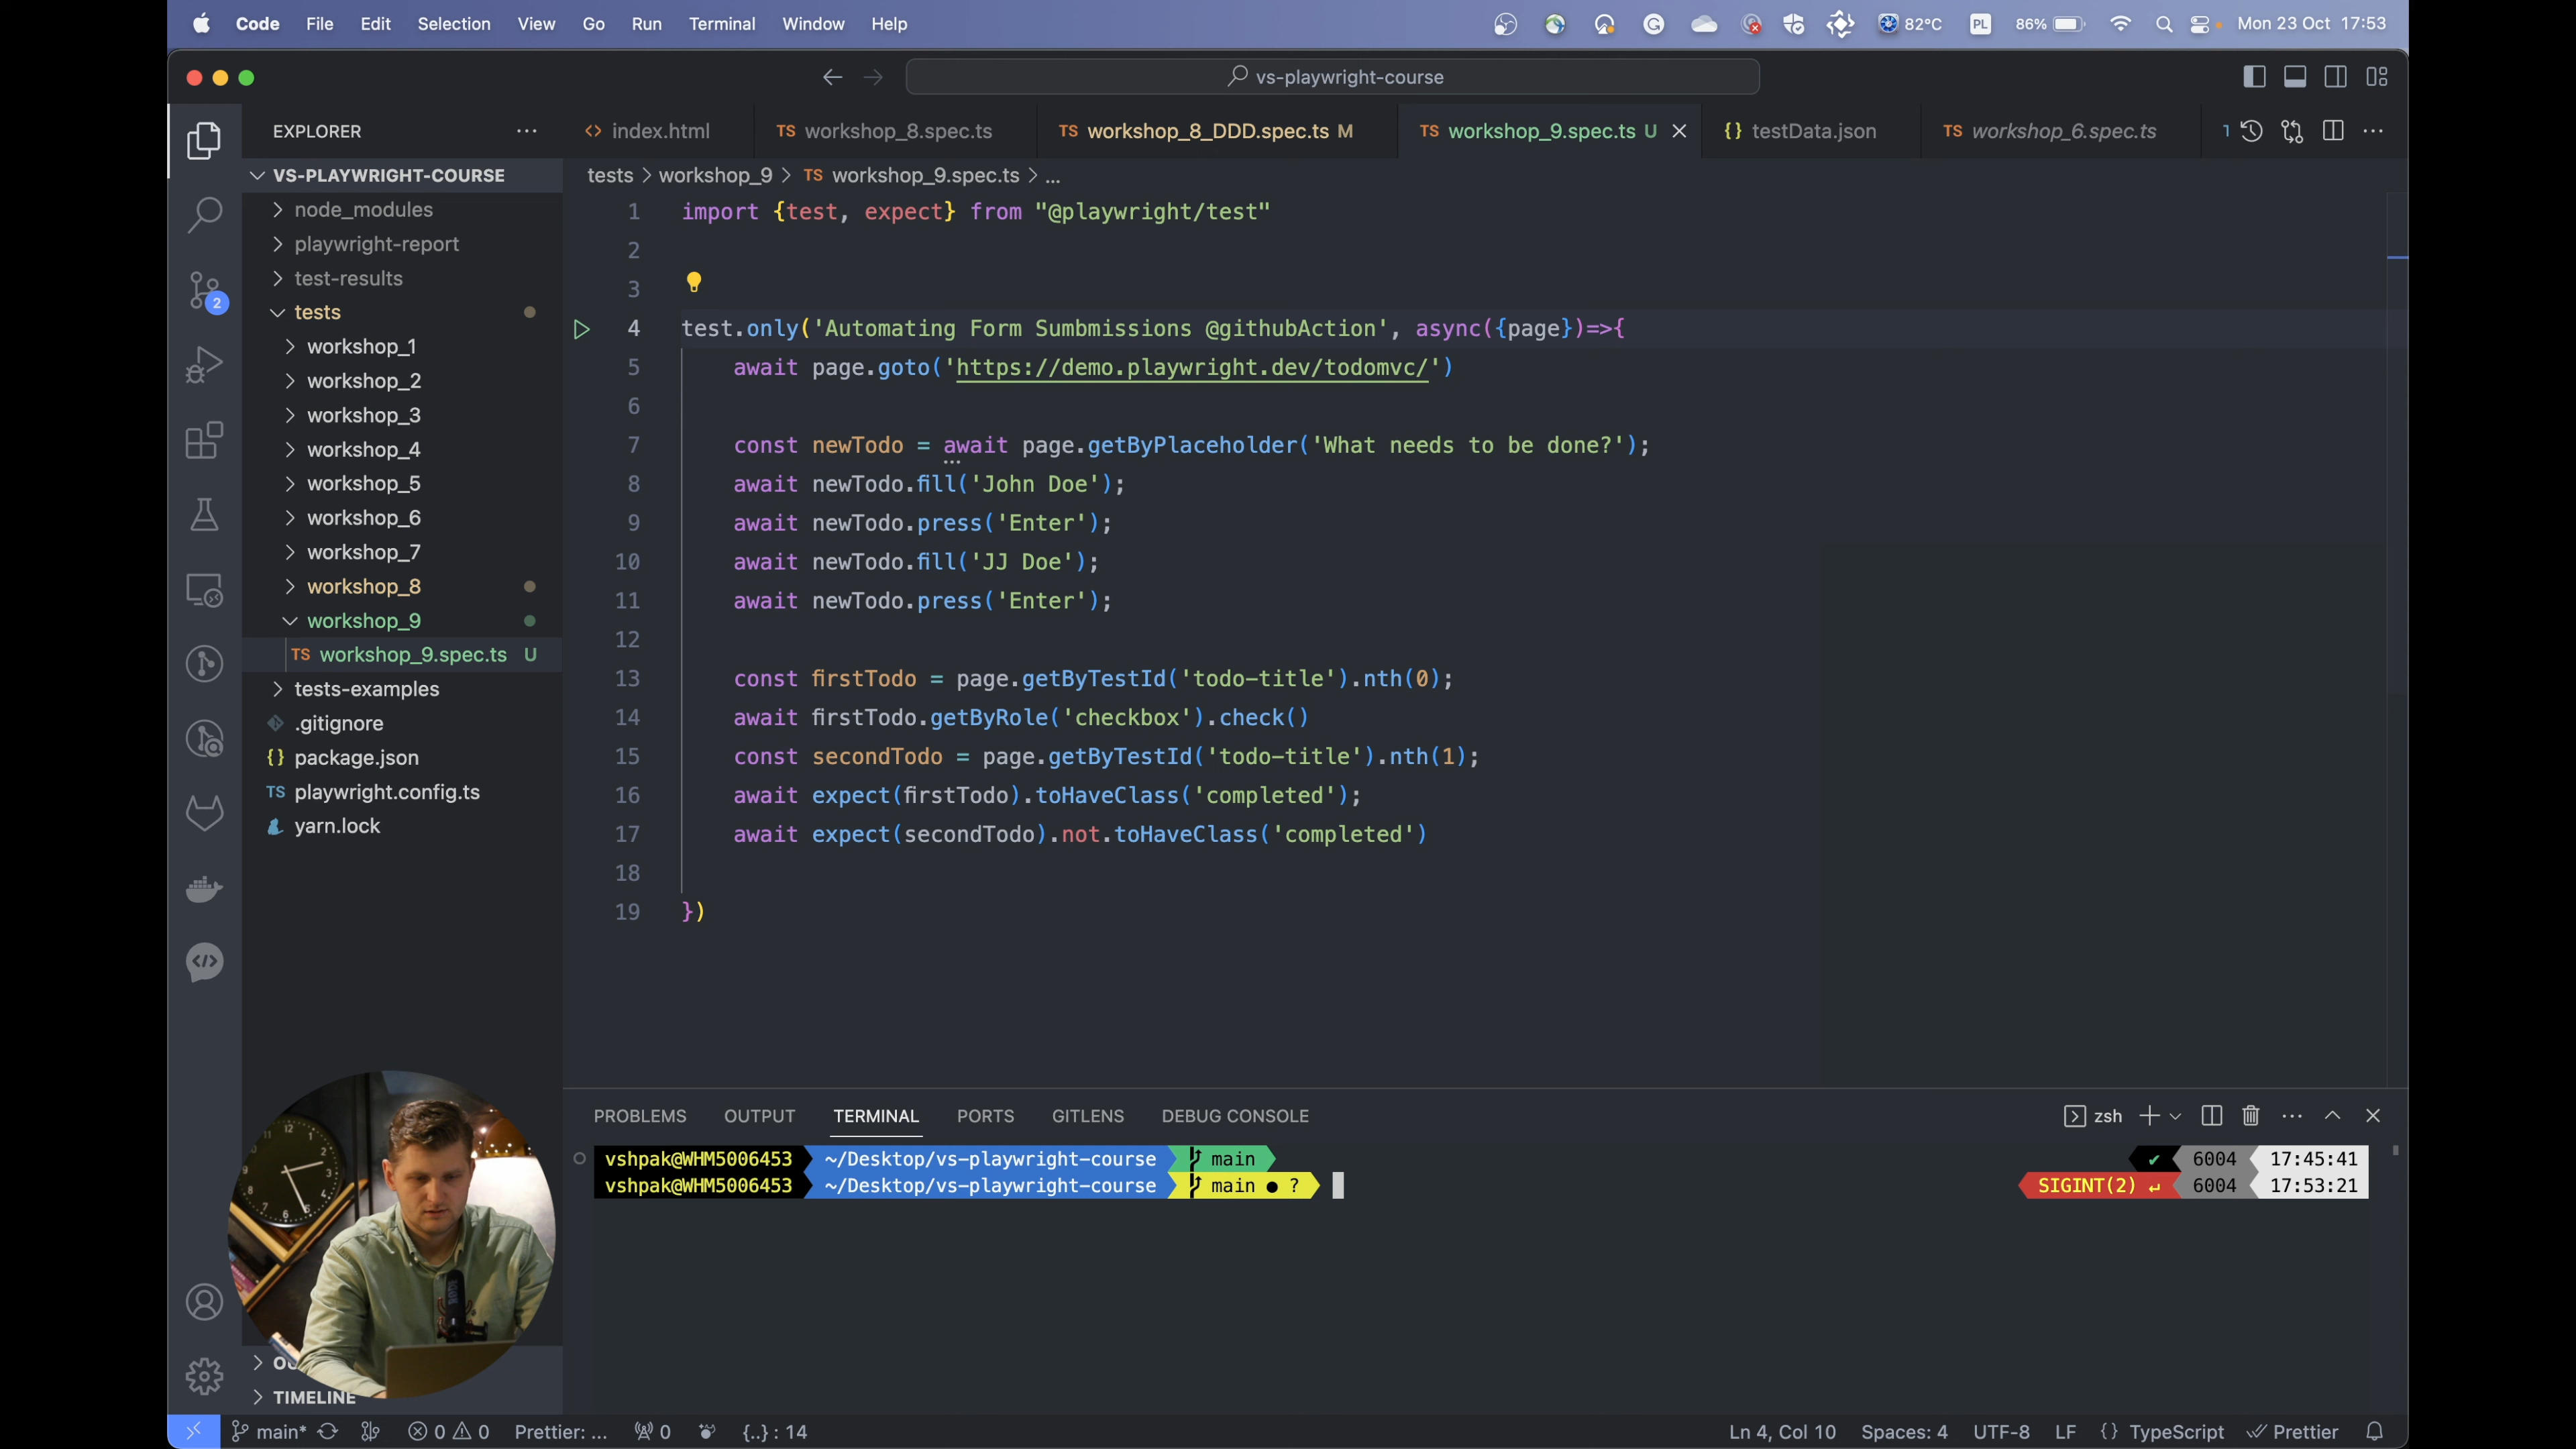 Code File Edit Selection View Go Run Terminal Window Help 82°C PL 86% Mon 23 Oct 17:53
vs-playwright-course
EXPLORER
index.html TS workshop_8.spec.ts TS workshop_8_DDD.spec.ts M TS workshop_9.spec.ts U {} testData.json TS workshop_6.spec.ts
VS-PLAYWRIGHT-COURSE
node_modules
playwright-report
test-results
tests
workshop_1
workshop_2
workshop_3
workshop_4
workshop_5
workshop_6
workshop_7
workshop_8
workshop_9
TS workshop_9.spec.ts U
tests-examples
.gitignore
{} package.json
TS playwright.config.ts
yarn.lock
TIMELINE
2
tests > workshop_9 > TS workshop_9.spec.ts > ...
1 import {test, expect} from "@playwright/test"
2
3
4 test.only('Automating Form Sumbmissions @githubAction', async({page})=>{
5 await page.goto('https://demo.playwright.dev/todomvc/')
6
7 const newTodo = await page.getByPlaceholder('What needs to be done?');
8 await newTodo.fill('John Doe');
9 await newTodo.press('Enter');
10 await newTodo.fill('JJ Doe');
11 await newTodo.press('Enter');
12
13 const firstTodo = page.getByTestId('todo-title').nth(0);
14 await firstTodo.getByRole('checkbox').check()
15 const secondTodo = page.getByTestId('todo-title').nth(1);
16 await expect(firstTodo).toHaveClass('completed');
17 await expect(secondTodo).not.toHaveClass('completed')
18
19 })
PROBLEMS OUTPUT TERMINAL PORTS GITLENS DEBUG CONSOLE zsh
vshpak@WHM5006453 ~/Desktop/vs-playwright-course main ✔ 6004 17:45:41
vshpak@WHM5006453 ~/Desktop/vs-playwright-course main ● ? SIGINT(2) ↵ 6004 17:53:21
main* 0 0 Prettier: ... 0 {..} : 14 Ln 4, Col 10 Spaces: 4 UTF-8 LF {} TypeScript Prettier